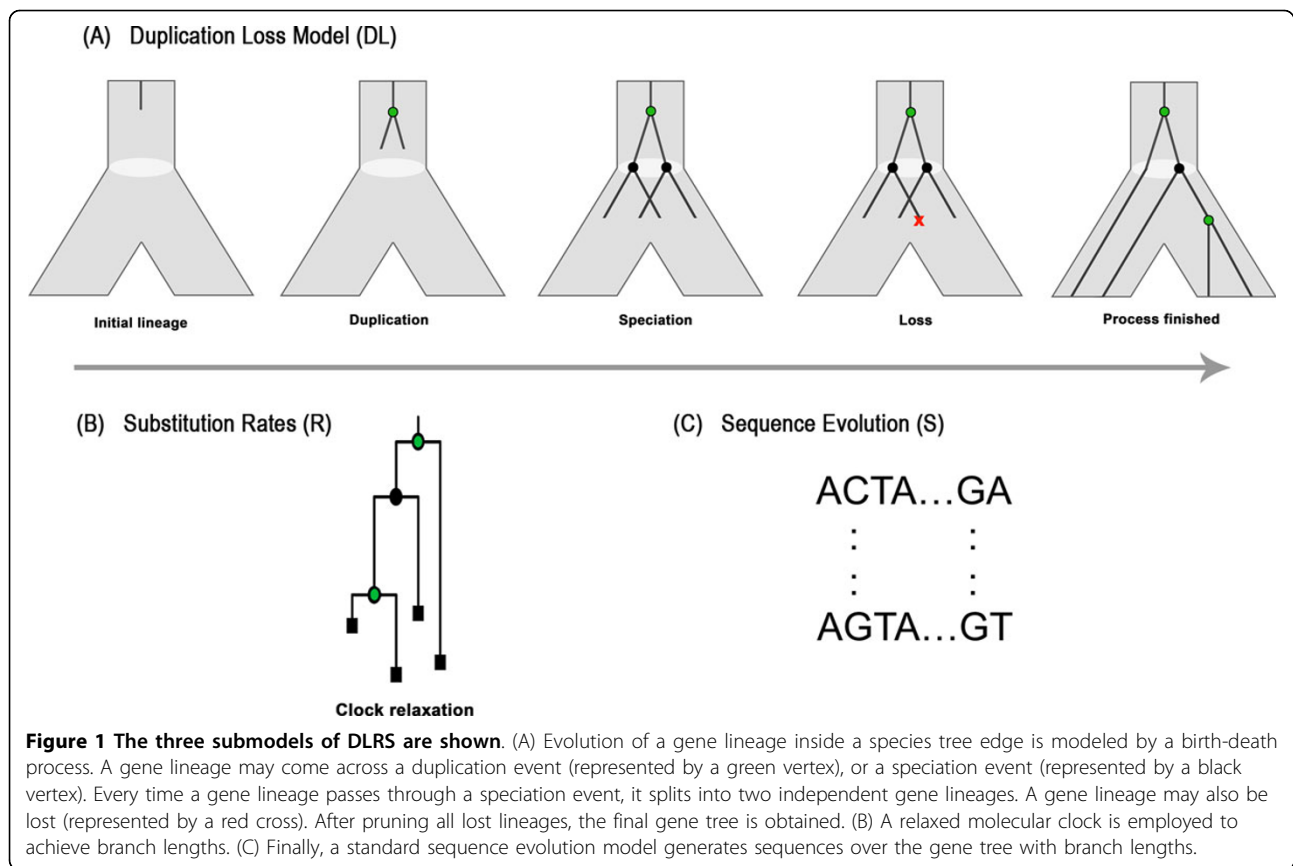 (A) Duplication Loss Model (DL)
Initial lineage
Duplication
Speciation
X
Loss
Process finished
(B) Substitution Rates (R)
Clock relaxation
(C) Sequence Evolution (S)
ACTA...GA
AGTA...GT
Figure 1 The three submodels of DLRS are shown. (A) Evolution of a gene lineage inside a species tree edge is modeled by a birth-death
process. A gene lineage may come across a duplication event (represented by a green vertex), or a speciation event (represented by a black
vertex). Every time a gene lineage passes through a speciation event, it splits into two independent gene lineages. A gene lineage may also be
lost (represented by a red cross). After pruning all lost lineages, the final gene tree is obtained. (B) A relaxed molecular clock is employed to
achieve branch lengths. (C) Finally, a standard sequence evolution model generates sequences over the gene tree with branch lengths.